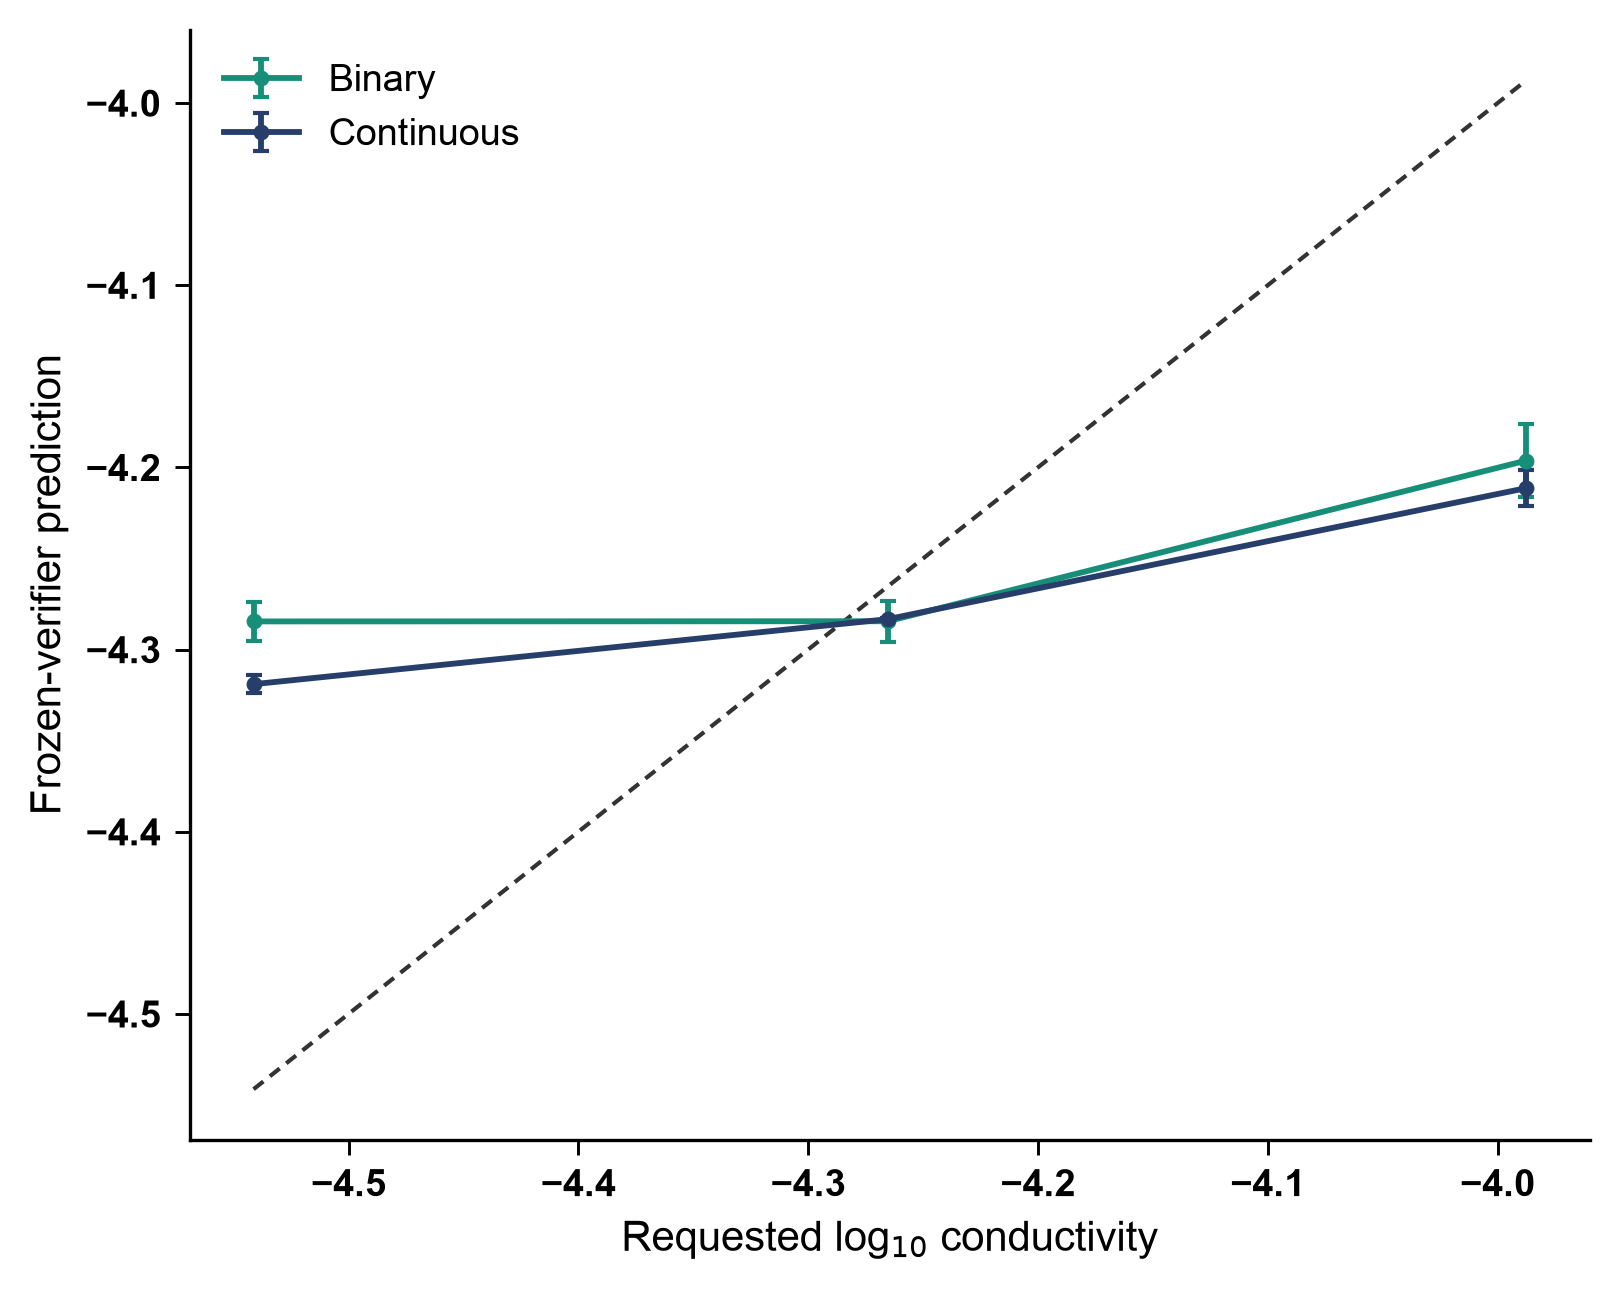 Binary
Continuous
−4.0
−4.1
−4.2
−4.3
−4.4
−4.5
Frozen-verifier prediction
−4.5 −4.4 −4.3 −4.2 −4.1 −4.0
Requested log₁₀ conductivity